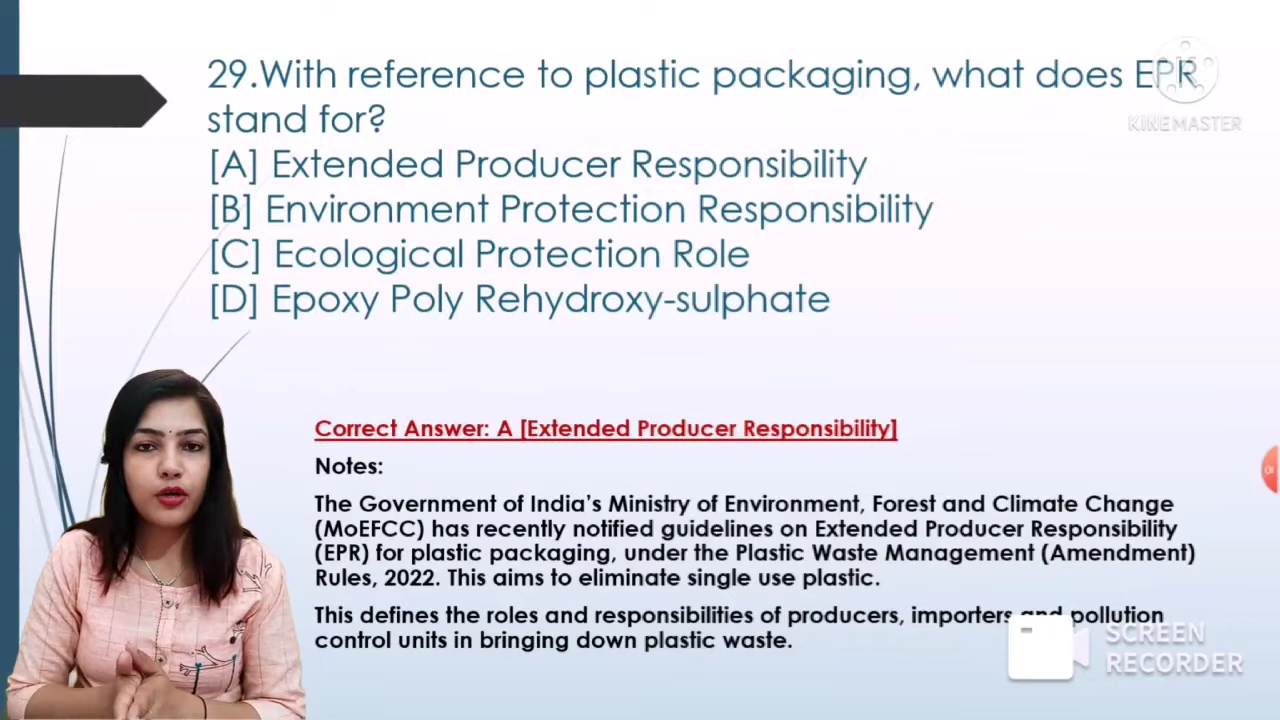 29.With reference to plastic packaging, what does EPR
stand for?
[A] Extended Producer Responsibility
[B] Environment Protection Responsibility
[C] Ecological Protection Role
[D] Epoxy Poly Rehydroxy-sulphate
KINEMASTER
Correct Answer: A [Extended Producer Responsibility]
Notes:
The Government of India's Ministry of Environment, Forest and Climate Change
(MoEFCC) has recently notified guidelines on Extended Producer Responsibility
(EPR) for plastic packaging, under the Plastic Waste Management (Amendment)
Rules, 2022. This aims to eliminate single use plastic.
This defines the roles and responsibilities of producers, importers and pollution
control units in bringing down plastic waste.
SCREEN
RECORDER